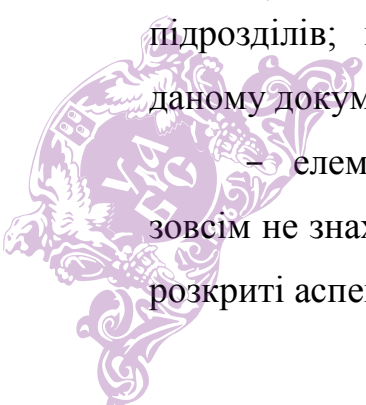 підрозділів;
даному докум
– елем
зовсім не знах
розкриті аспе